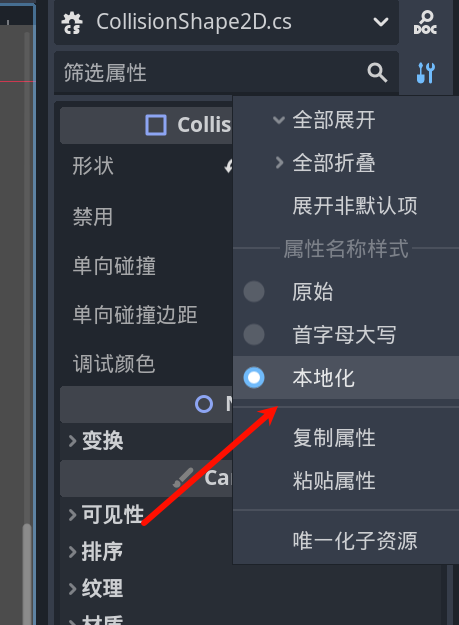 CollisionShape2D.cs
DOC
筛选属性
Collis
全部展开
形状
全部折叠
禁用
展开非默认项
属性名称样式
单向碰撞
原始
单向碰撞边距
首字母大写
调试颜色
本地化
变换
复制属性
Ca
粘贴属性
可见性
排序
唯一化子资源
纹理
材质